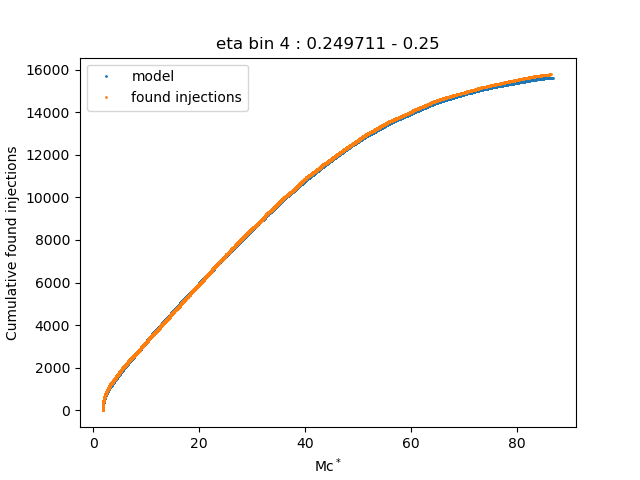 eta bin 4 : 0.249711 - 0.25
model
found injections
Cumulative found injections
16000
14000
12000
10000
8000
6000
4000
2000
0
0 20 40 60 80
Mc*